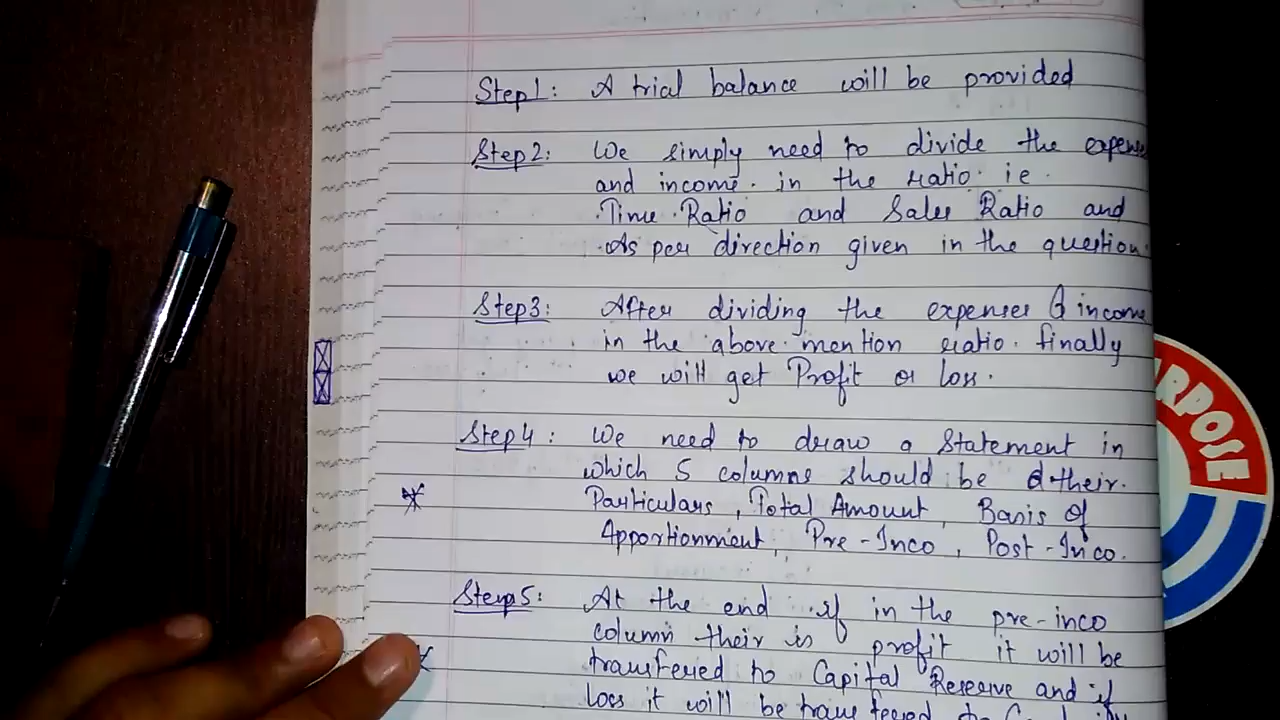 Step1: A trial balance will be provided
Step2: We simply need to divide the expense
and income. in the ratio. ie.
Time Ratio and Sales Ratio and
As per direction given in the question.
Step3: After dividing the expenses & income
in the above mention ratio. finally
we will get Profit or loss.
Step4: We need to draw a Statement in
which 5 columns should be their.
Particulars, Total Amount, Basis of
Apportionment, Pre-Inco, Post-Inco.
Step5: At the end if in the pre-inco
column their is profit it will be
transfered to Capital Reserve and if
loss it will be transfered to
RPOSE